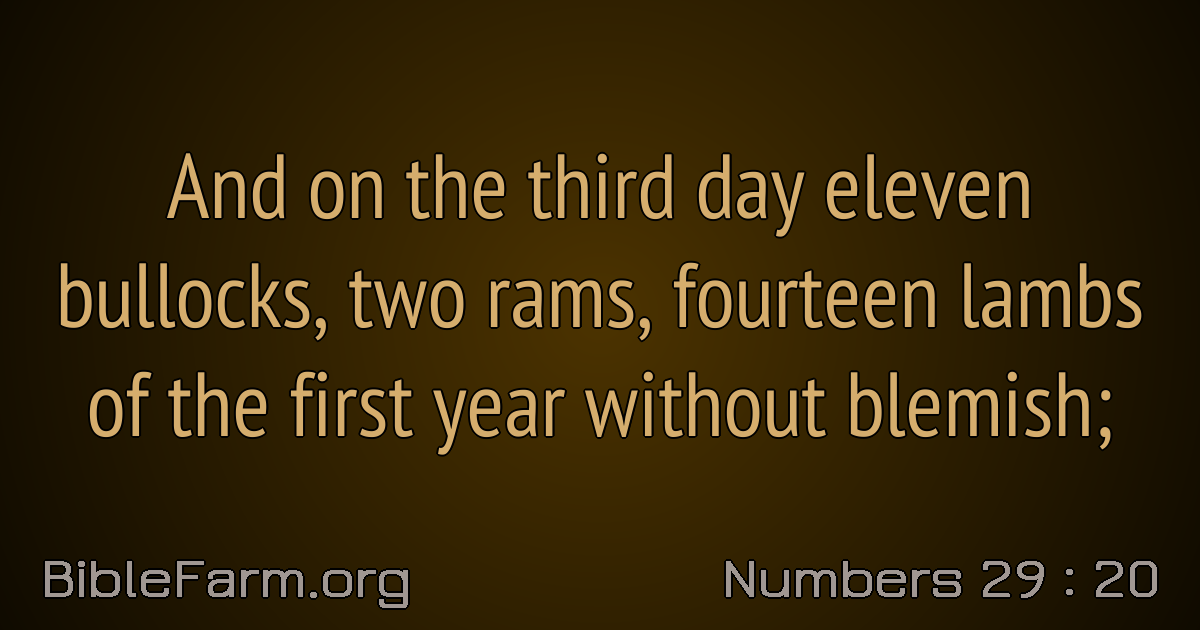 And on the third day eleven
bullocks, two rams, fourteen lambs
of the first year without blemish;
BibleFarm.org
Numbers 29 : 20